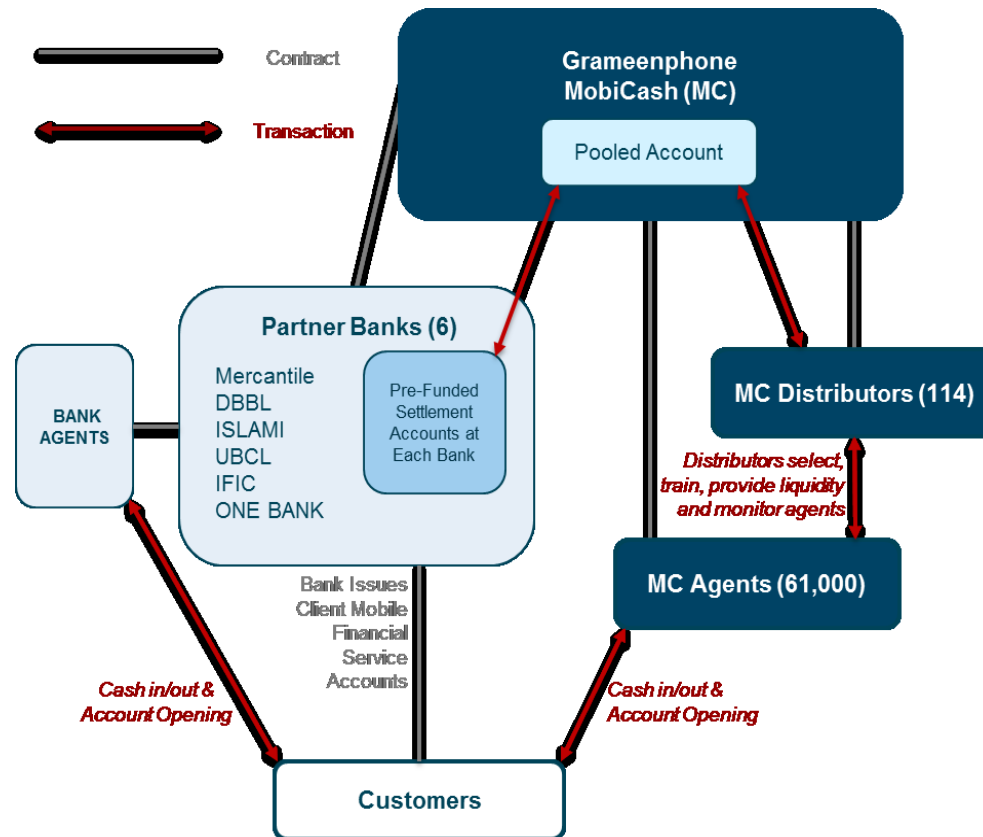 Contract
Transaction
Grameenphone
MobiCash (MC)
Pooled Account
Partner Banks (6)
Mercantile
DBBL
ISLAMI
UBCL
IFIC
ONE BANK
Pre-Funded
Settlement
Accounts at
Each Bank
BANK
AGENTS
MC Distributors (114)
Distributors select,
train, provide liquidity
and monitor agents
MC Agents (61,000)
Bank Issues
Client Mobile
Financial
Service
Accounts
Cash in/out &
Account Opening
Cash in/out &
Account Opening
Customers